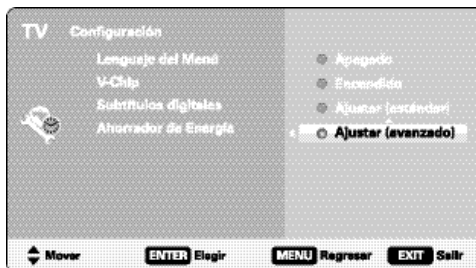 TV Configuración
Lenguaje del Menú
V-Chip
Subtítulos digitales
Ahorrador de Energía
Apagado
Encendido
Ajustar (estándar)
Ajustar (avanzado)
Mover ENTER Elegir MENU Regresar EXIT Salir